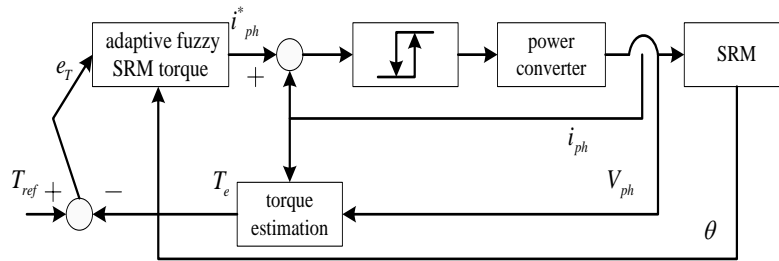 adaptive fuzzy
SRM torque
i*ph
+
power
converter
SRM
eT
iph
Tref
+
−
Te
torque
estimation
Vph
θ